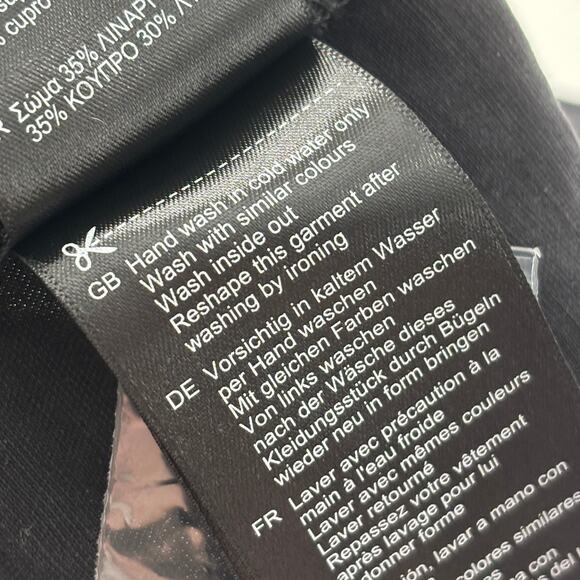 % cupro
Σώμα 35% ΛΙΝΑΡΙ
35% ΚΟΥΠΡΟ 30%
GB Hand wash in cold water only
Wash with similar colours
Wash inside out
Reshape this garment after
washing by ironing
DE Vorsichtig in kaltem Wasser
per Hand waschen
Mit gleichen Farben waschen
Von links waschen
nach der Wäsche dieses
Kleidungsstück durch Bügeln
wieder neu in form bringen
FR Laver avec précaution à la
main à l'eau froide
Laver avec mêmes couleurs
Laver retourné
Repassez votre vêtement
après lavage pour lui
donner forme
lavar a mano con
colores similares